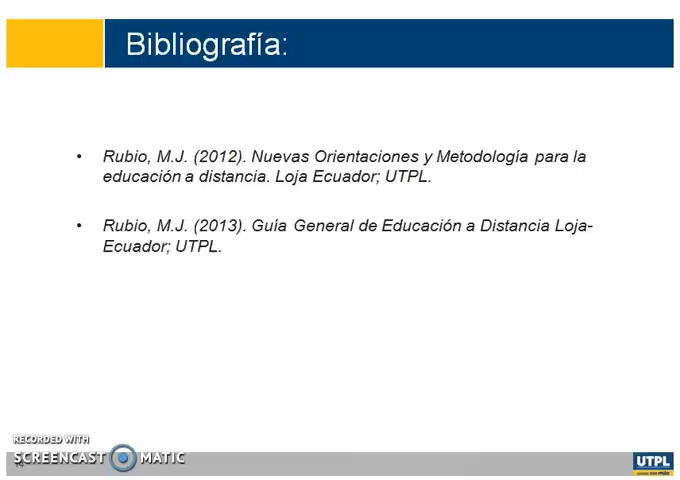 Bibliografía:
• Rubio, M.J. (2012). Nuevas Orientaciones y Metodología para la
educación a distancia. Loja Ecuador; UTPL.
• Rubio, M.J. (2013). Guía General de Educación a Distancia Loja-
Ecuador; UTPL.
RECORDED WITH
SCREENCAST MATIC
14
UTPL